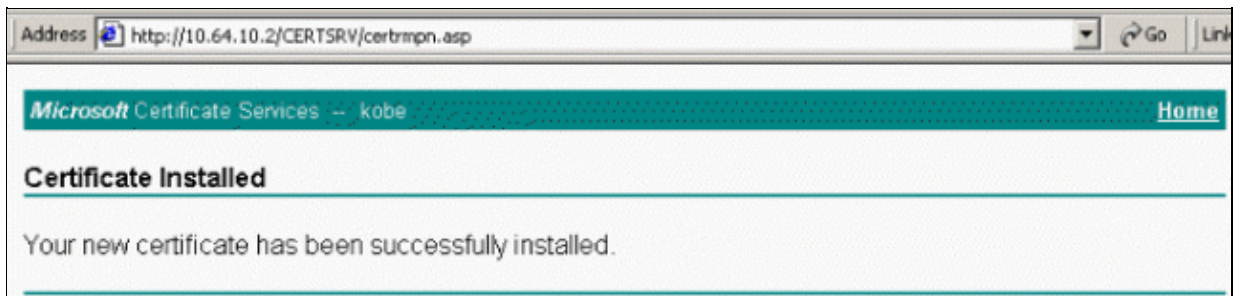 Address http://10.64.10.2/CERTSRV/certrmpn.asp Go Link
Microsoft Certificate Services -- kobe Home
Certificate Installed
Your new certificate has been successfully installed.